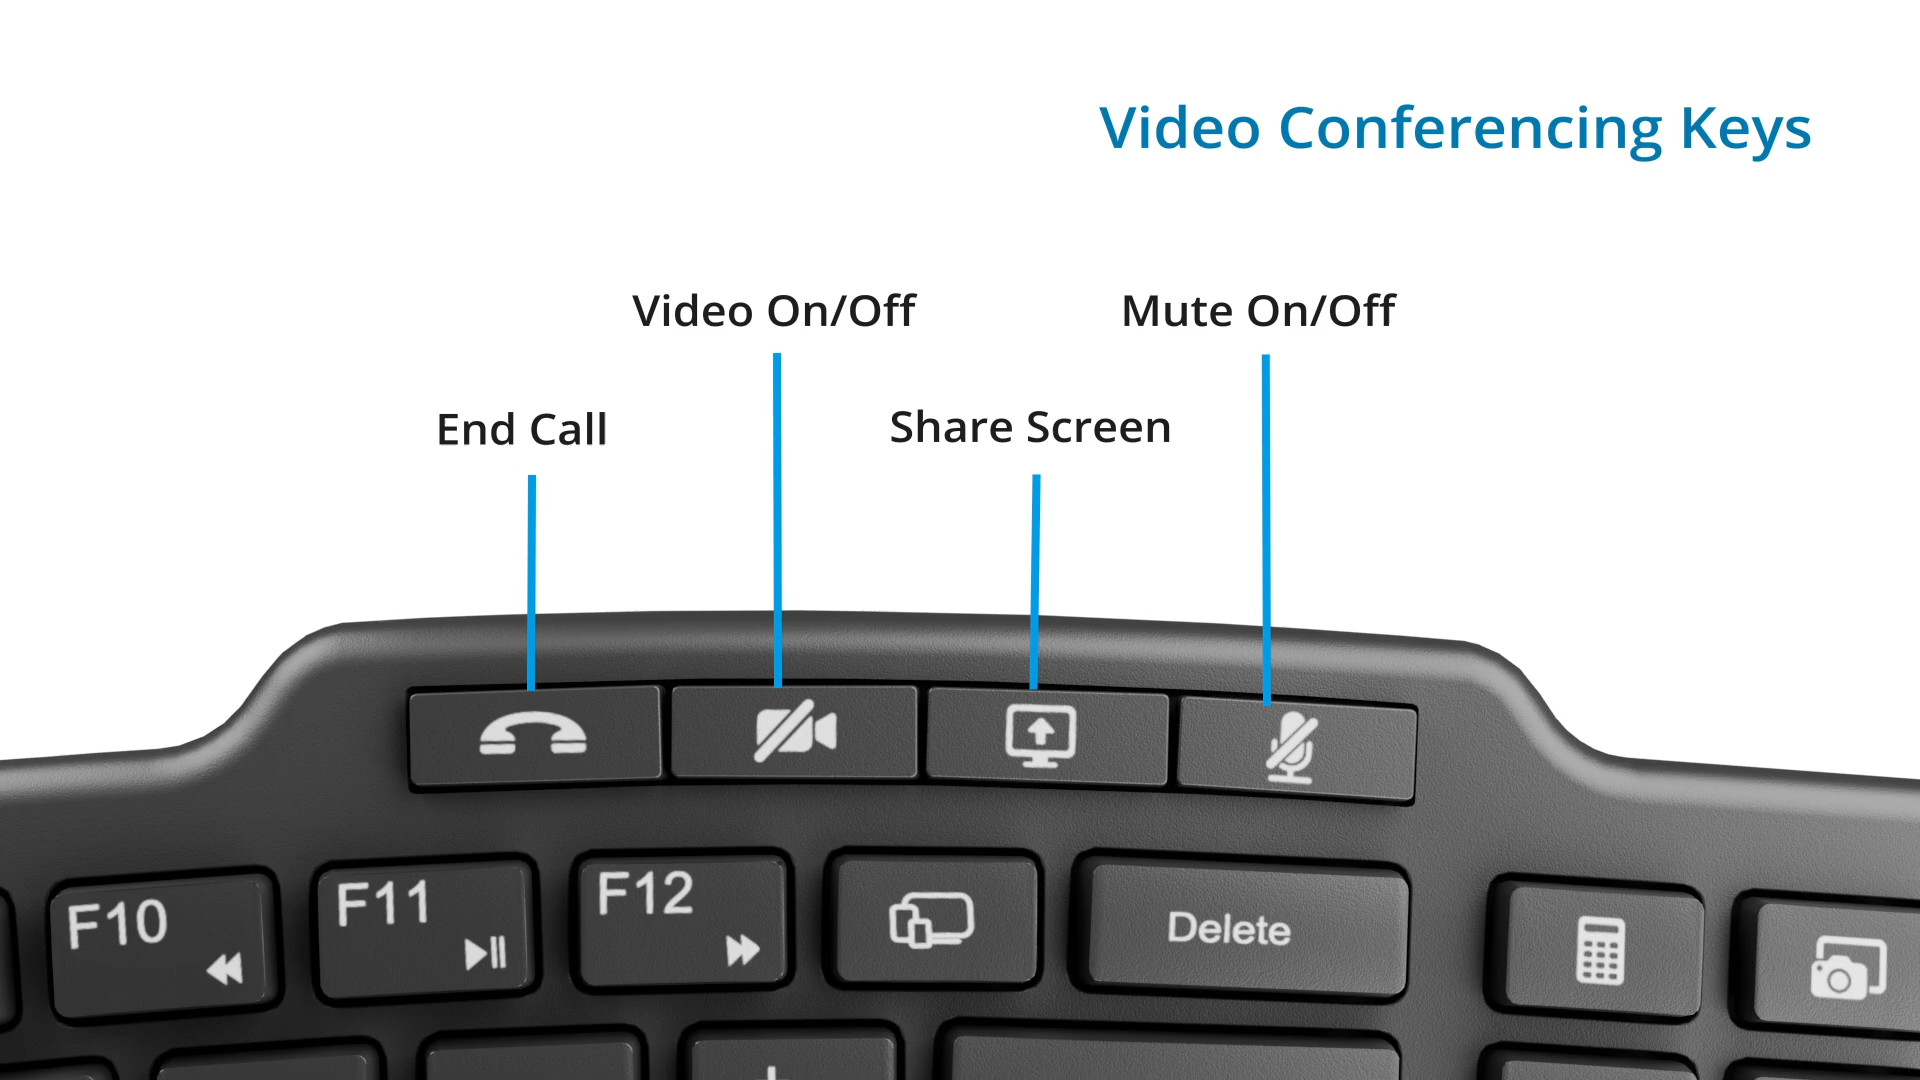 Video Conferencing Keys
Video On/Off
Mute On/Off
End Call
Share Screen
F10
F11
F12
Delete